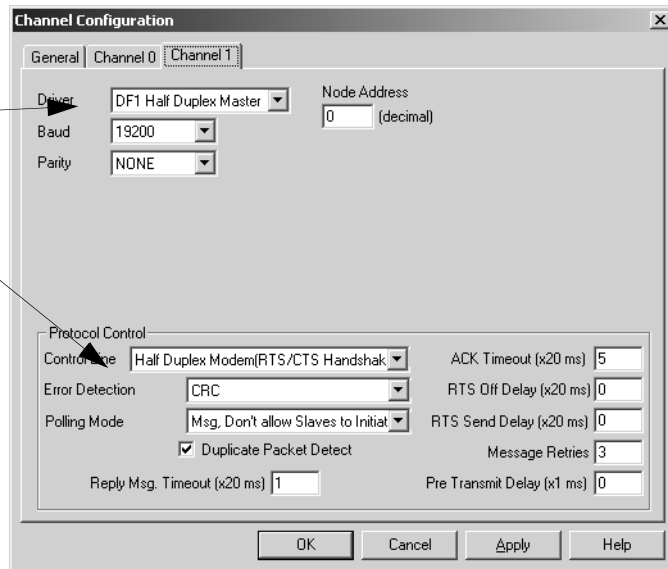 Channel Configuration
General Channel 0 Channel 1
Driver DF1 Half Duplex Master
Node Address
0 (decimal)
Baud 19200
Parity NONE
Protocol Control
Control Line Half Duplex Modem(RTS/CTS Handshak
ACK Timeout (x20 ms) 5
Error Detection CRC
RTS Off Delay (x20 ms) 0
Polling Mode Msg, Don't allow Slaves to Initiat
RTS Send Delay (x20 ms) 0
Duplicate Packet Detect
Message Retries 3
Reply Msg. Timeout (x20 ms) 1
Pre Transmit Delay (x1 ms) 0
OK Cancel Apply Help